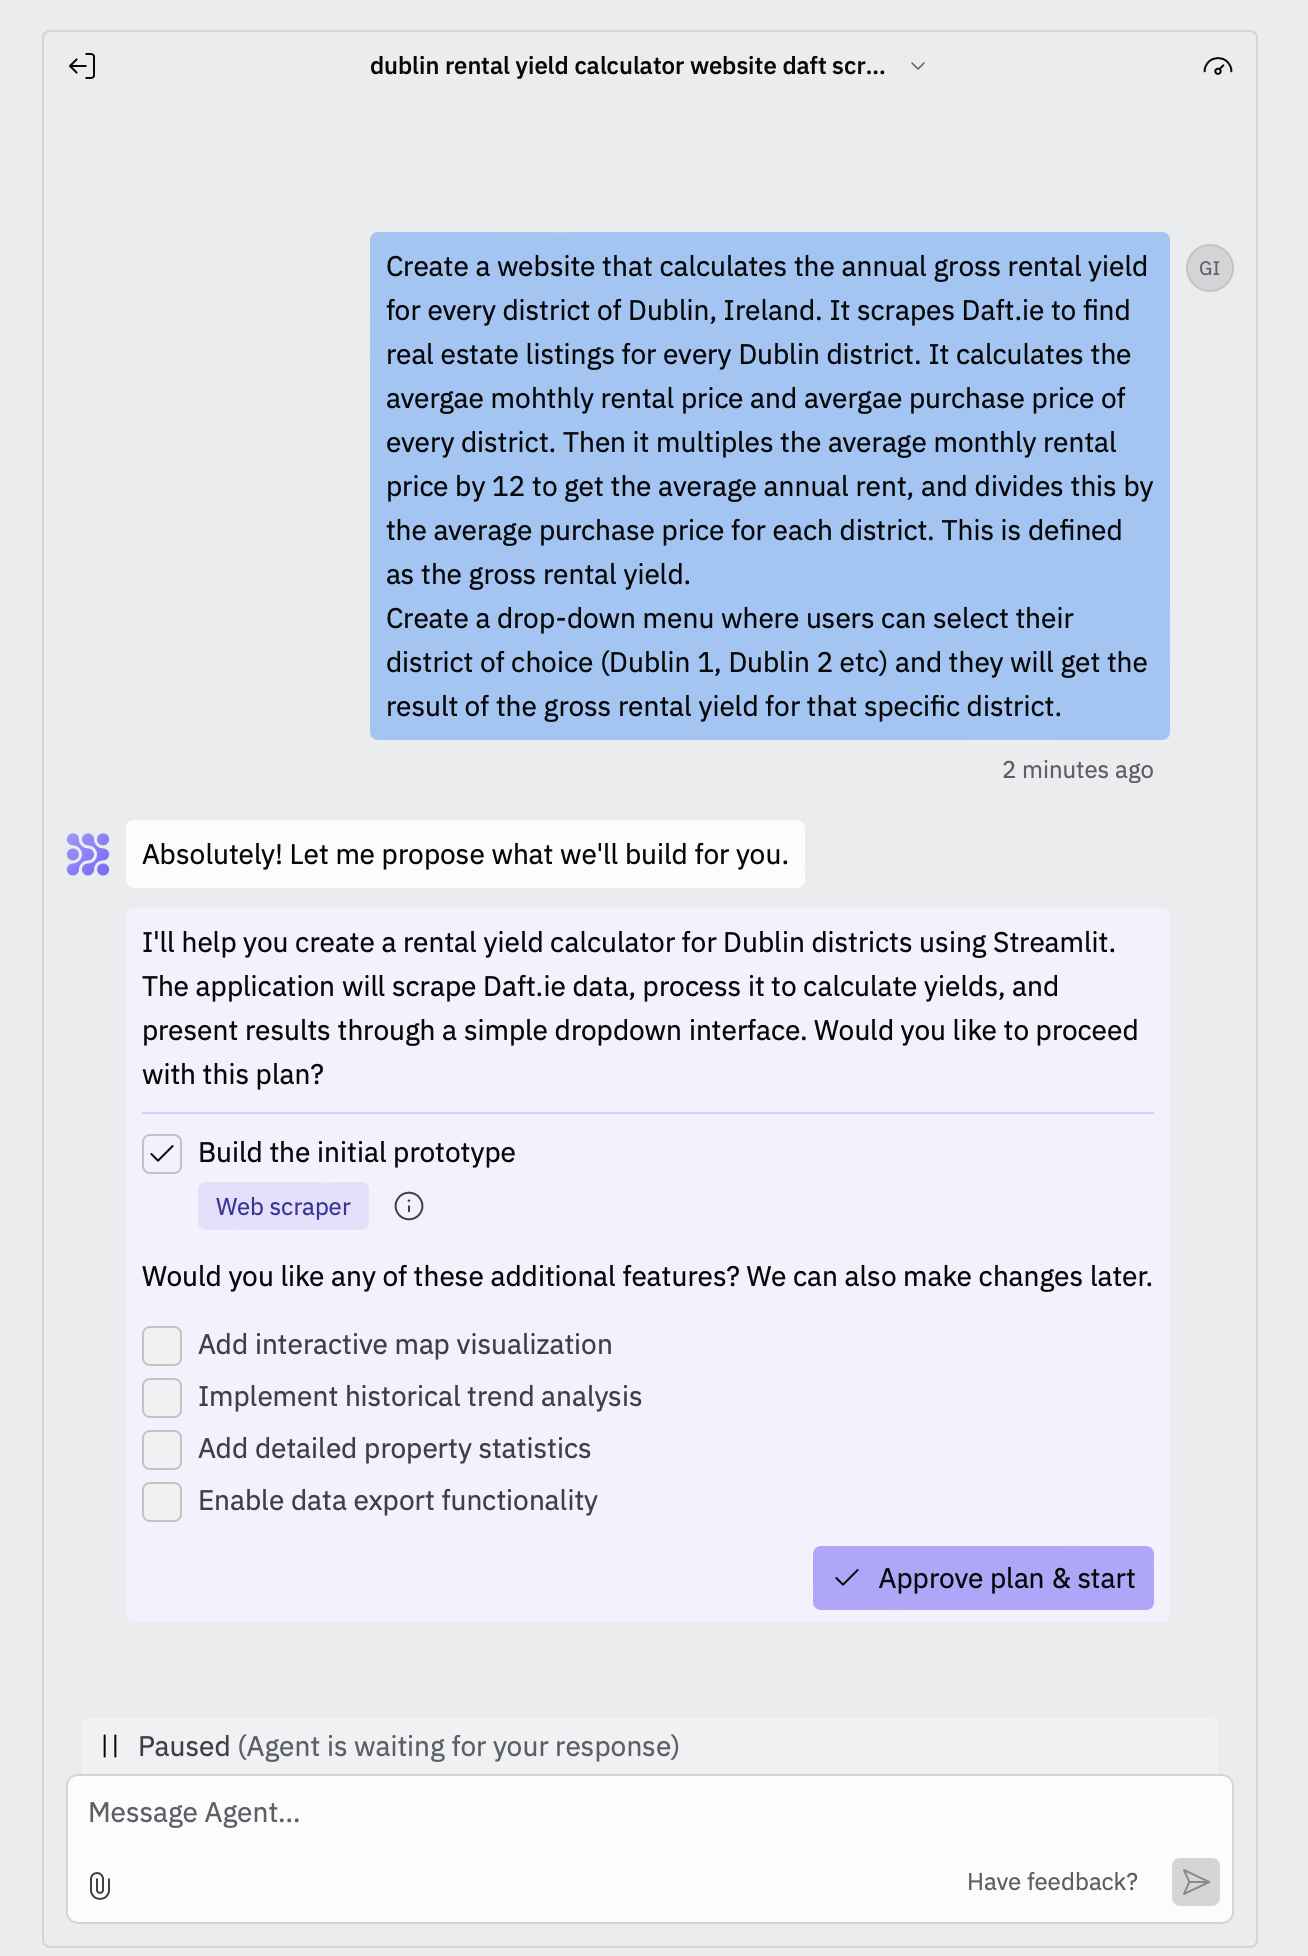 dublin rental yield calculator website daft scr...
Create a website that calculates the annual gross rental yield
GI
for every district of Dublin, Ireland. It scrapes Daft.ie to find
real estate listings for every Dublin district. It calculates the
avergae mohthly rental price and avergae purchase price of
every district. Then it multiples the average monthly rental
price by 12 to get the average annual rent, and divides this by
the average purchase price for each district. This is defined
as the gross rental yield.
Create a drop-down menu where users can select their
district of choice (Dublin 1, Dublin 2 etc) and they will get the
result of the gross rental yield for that specific district.
2 minutes ago
Absolutely! Let me propose what we'll build for you.
I'll help you create a rental yield calculator for Dublin districts using Streamlit.
The application will scrape Daft.ie data, process it to calculate yields, and
present results through a simple dropdown interface. Would you like to proceed
with this plan?
Build the initial prototype
Web scraper
Would you like any of these additional features? We can also make changes later.
Add interactive map visualization
Implement historical trend analysis
Add detailed property statistics
Enable data export functionality
Approve plan & start
Paused (Agent is waiting for your response)
Message Agent...
Have feedback?